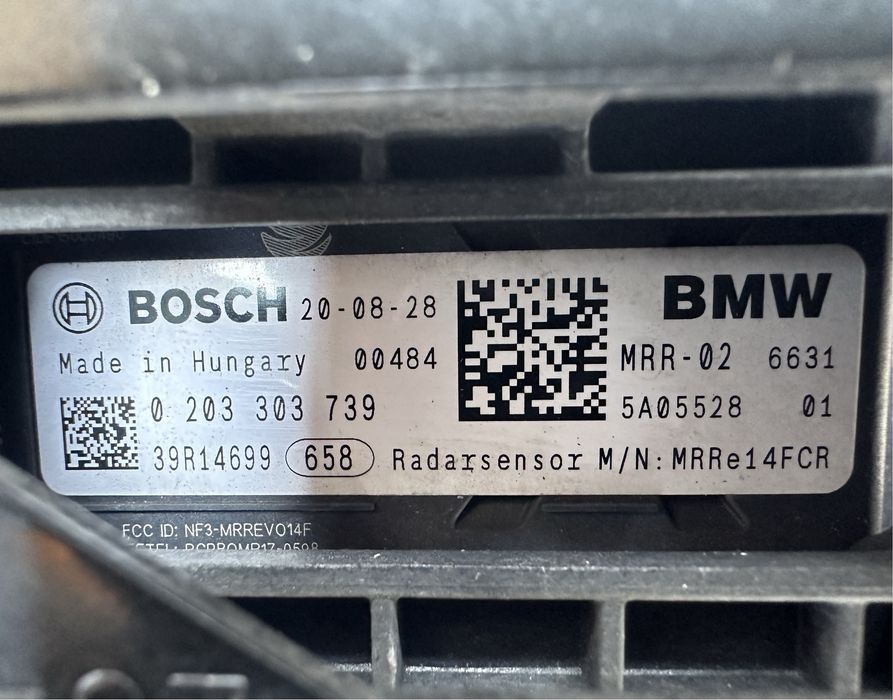 BOSCH 20-08-28
Made in Hungary 00484
0 203 303 739
39R14699 658 Radarsensor M/N: MRRe14FCR
BMW
MRR-02 6631
5A05528 01
FCC ID: NF3-MRREVO14F